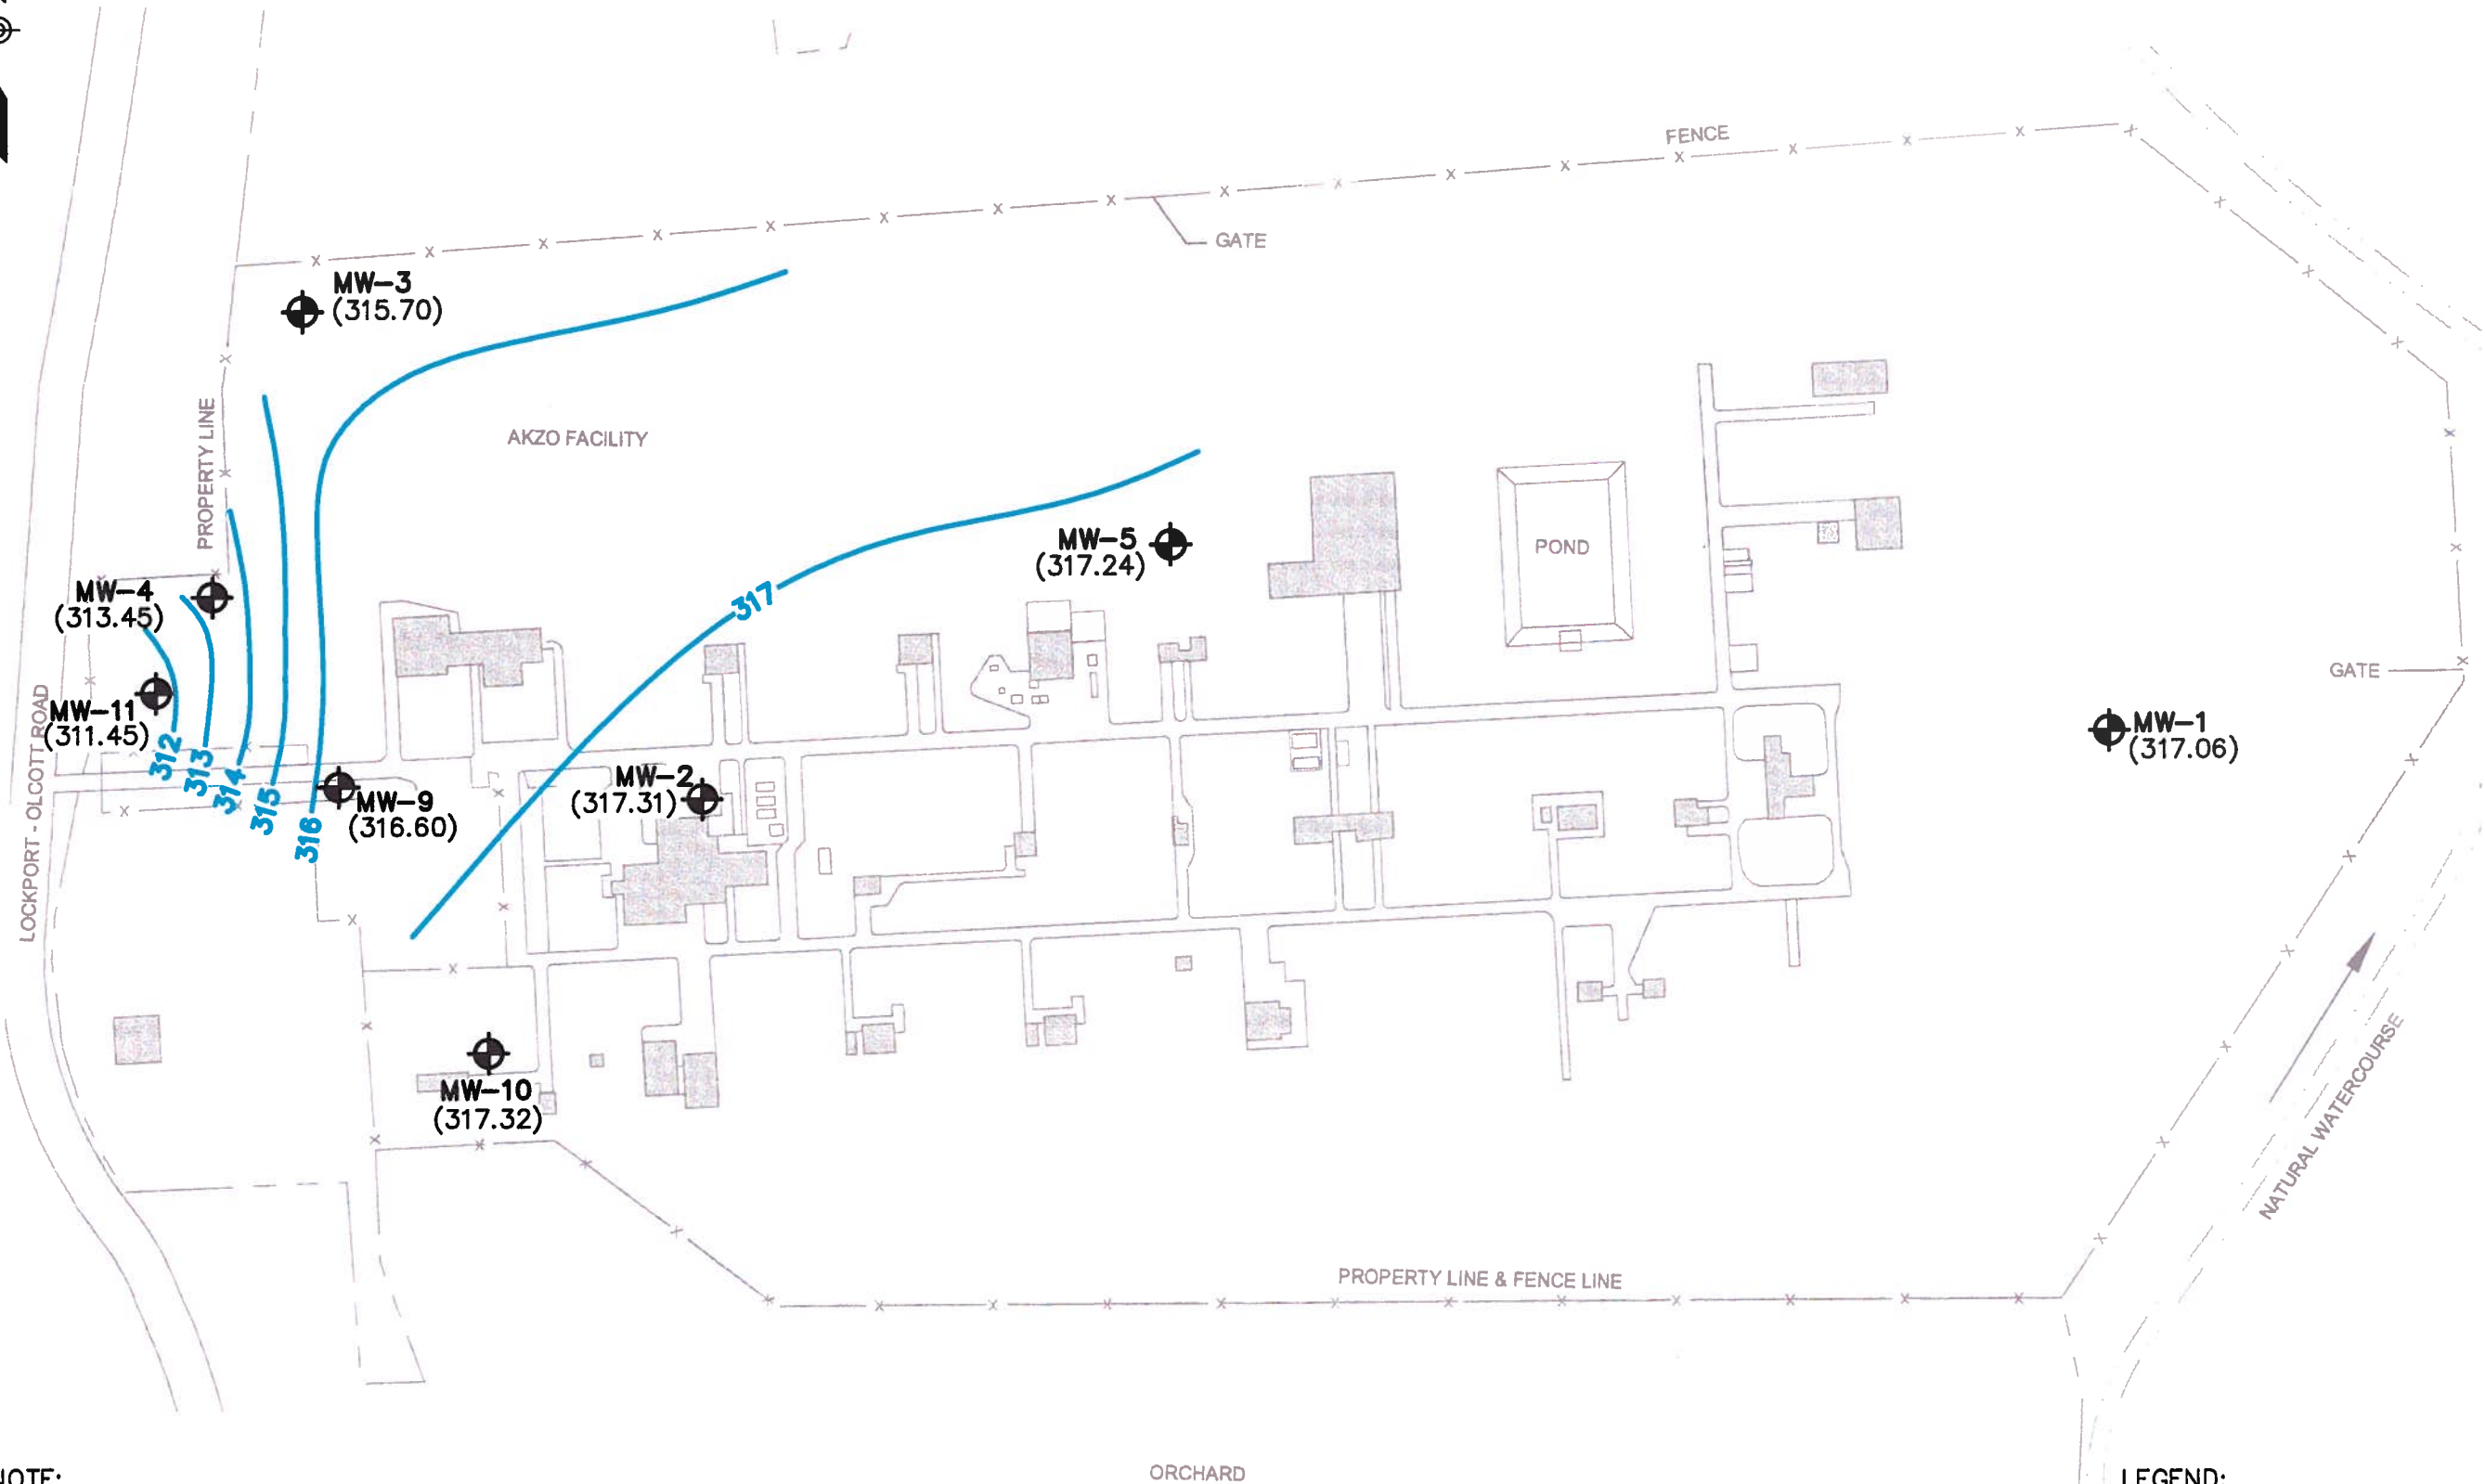 FENCE
GATE
MW-3
(315.70)
PROPERTY LINE
AKZO FACILITY
MW-5
(317.24)
POND
317
MW-4
(313.45)
MW-11
(311.45)
GATE
MW-1
(317.06)
312
313
314
315
316
MW-2
(317.31)
MW-9
(316.60)
LOCKPORT - OLCOTT ROAD
MW-10
(317.32)
NATURAL WATERCOURSE
PROPERTY LINE & FENCE LINE
ORCHARD
NOTE:
LEGEND: